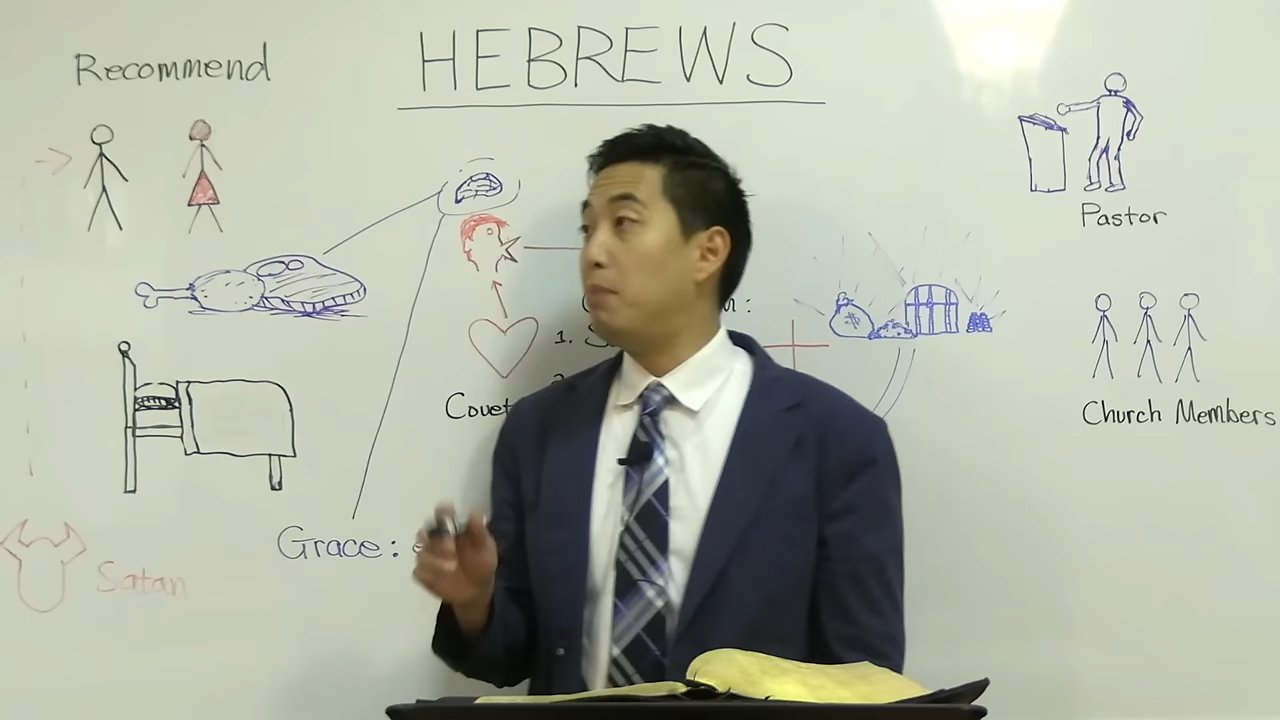 HEBREWS
Recommend
Pastor
1.
$
Church Members
Grace:
Satan